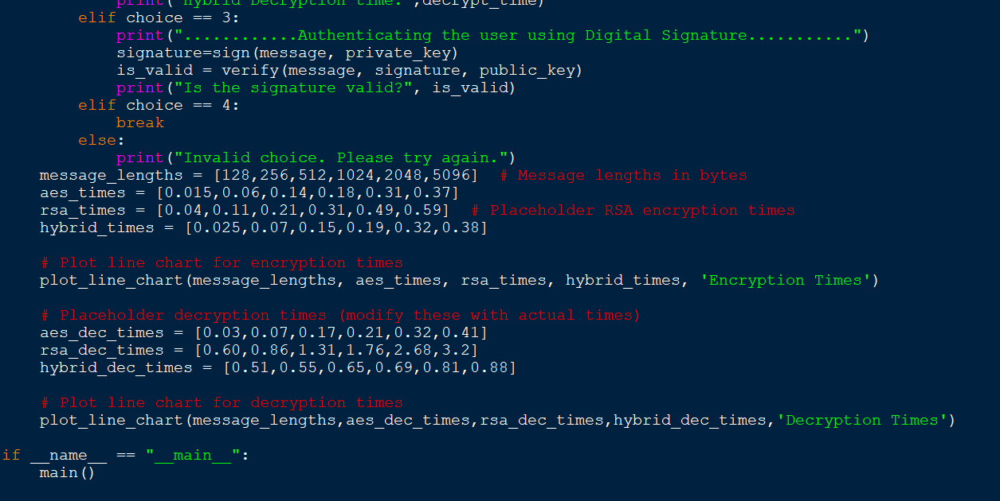 print("Hybrid Decryption time: ",decrypt_time)
        elif choice == 3:
            print("............Authenticating the user using Digital Signature...........")
            signature=sign(message, private_key)
            is_valid = verify(message, signature, public_key)
            print("Is the signature valid?", is_valid)
        elif choice == 4:
            break
        else:
            print("Invalid choice. Please try again.")
    message_lengths = [128,256,512,1024,2048,5096]  # Message lengths in bytes
    aes_times = [0.015,0.06,0.14,0.18,0.31,0.37]
    rsa_times = [0.04,0.11,0.21,0.31,0.49,0.59]  # Placeholder RSA encryption times
    hybrid_times = [0.025,0.07,0.15,0.19,0.32,0.38]

    # Plot line chart for encryption times
    plot_line_chart(message_lengths, aes_times, rsa_times, hybrid_times, 'Encryption Times')

    # Placeholder decryption times (modify these with actual times)
    aes_dec_times = [0.03,0.07,0.17,0.21,0.32,0.41]
    rsa_dec_times = [0.60,0.86,1.31,1.76,2.68,3.2]
    hybrid_dec_times = [0.51,0.55,0.65,0.69,0.81,0.88]

    # Plot line chart for decryption times
    plot_line_chart(message_lengths,aes_dec_times,rsa_dec_times,hybrid_dec_times,'Decryption Times')

if __name__ == "__main__":
    main()